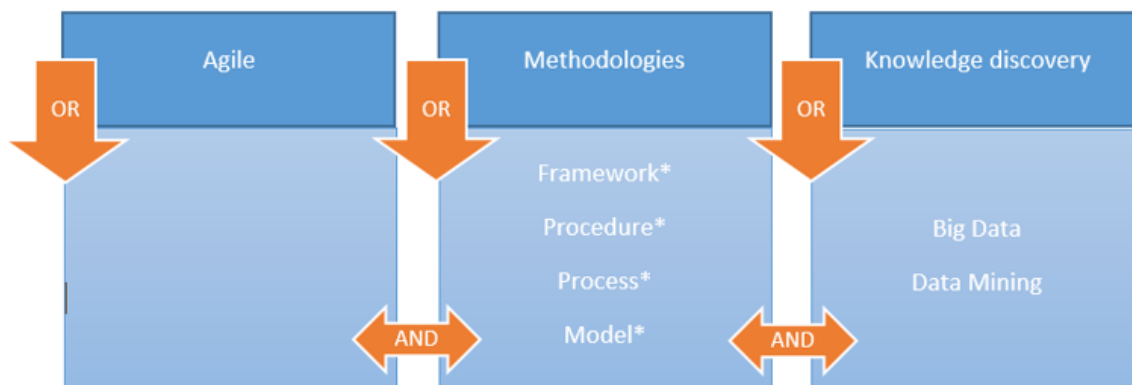 Agile
Methodologies
Knowledge discovery
OR
OR
OR
Framework*
Procedure*
Process*
Model*
Big Data
Data Mining
AND
AND